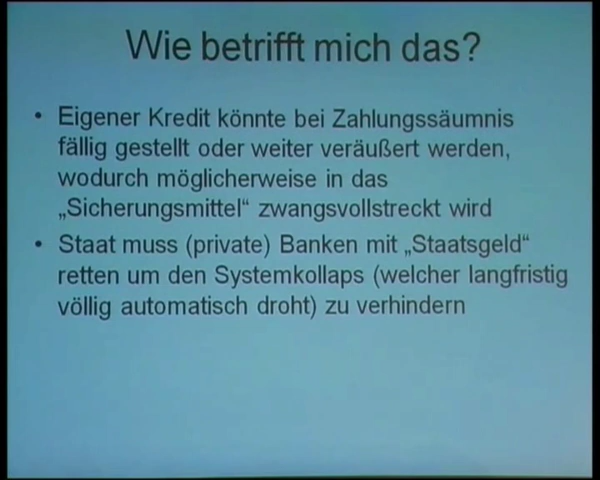 Wie betrifft mich das?
• Eigener Kredit könnte bei Zahlungssäumnis
fällig gestellt oder weiter veräußert werden,
wodurch möglicherweise in das
„Sicherungsmittel“ zwangsvollstreckt wird
• Staat muss (private) Banken mit „Staatsgeld“
retten um den Systemkollaps (welcher langfristig
völlig automatisch droht) zu verhindern